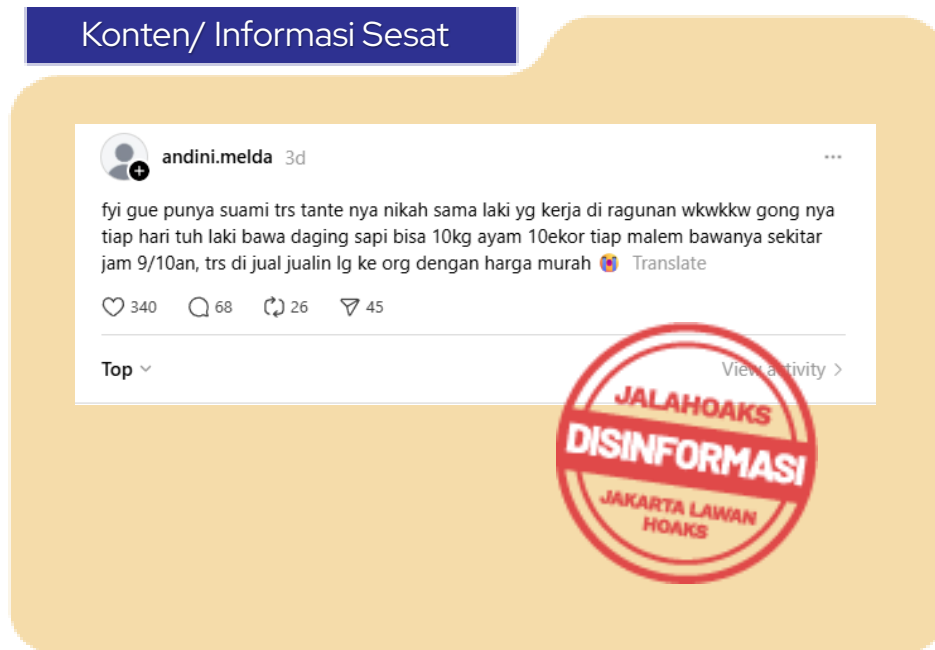 Konten/ Informasi Sesat
andini.melda 3d
fyi gue punya suami trs tante nya nikah sama laki yg kerja di ragunan wkwkkw gong nya
tiap hari tuh laki bawa daging sapi bisa 10kg ayam 10ekor tiap malem bawanya sekitar
jam 9/10an, trs di jual jualin lg ke org dengan harga murah 😭 Translate
340 68 26 45
Top View activity
JALAHOAKS
DISINFORMASI
JAKARTA LAWAN
HOAKS